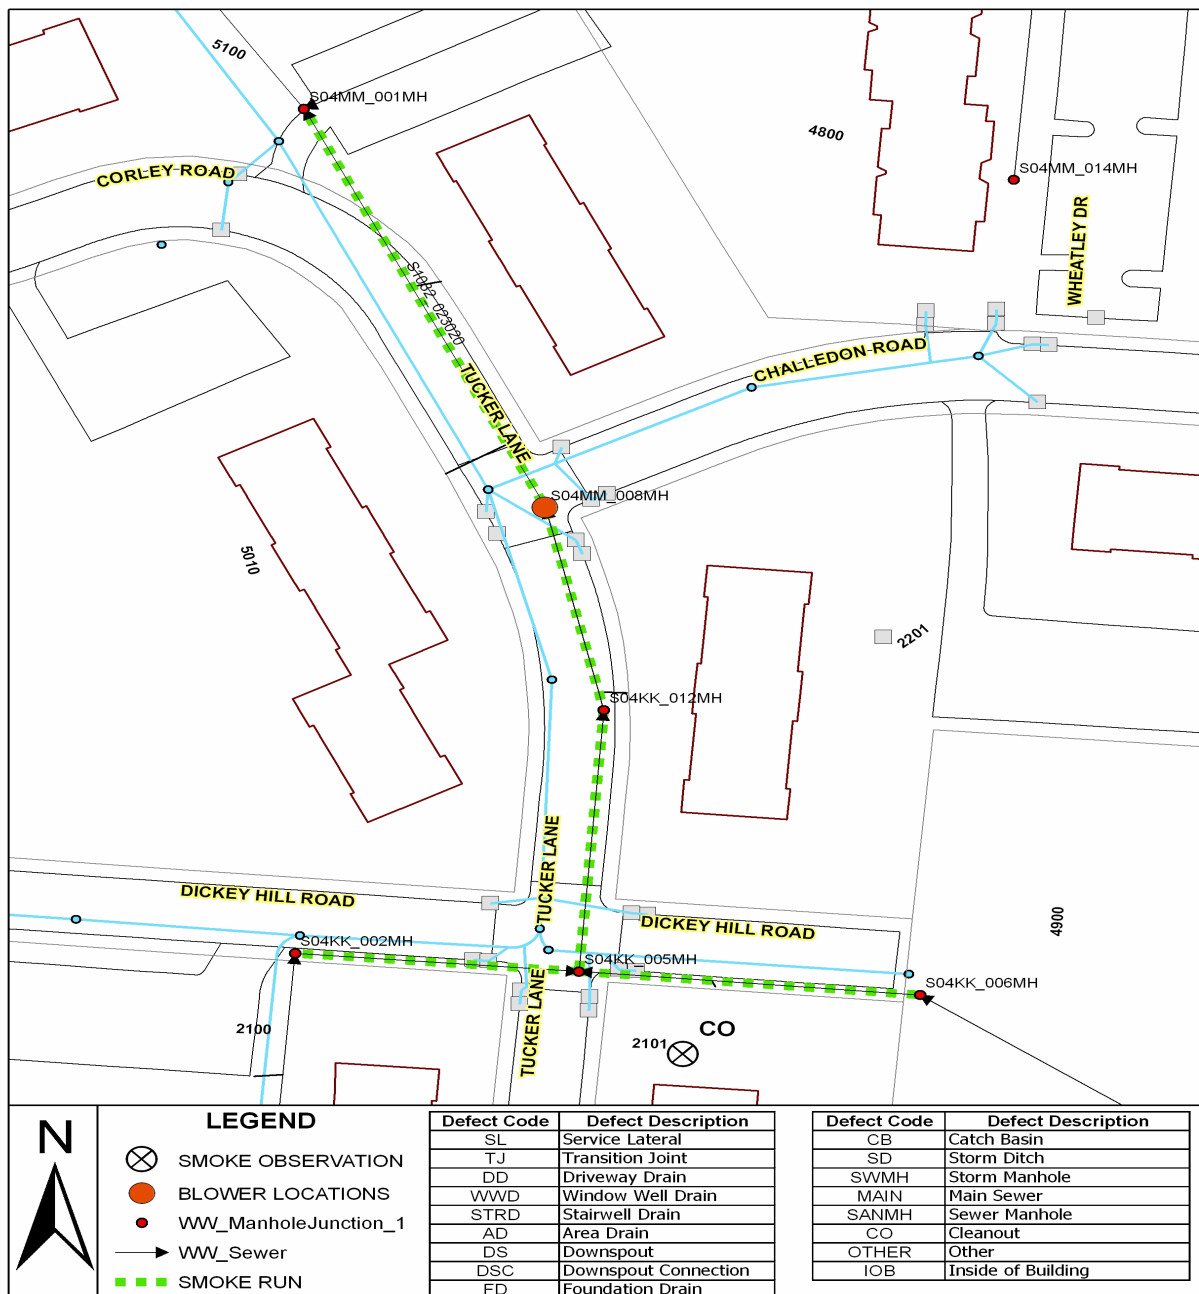 5100
S04MM_001MH
4800
CORLEY ROAD
S04MM_014MH
WHEATLEY DR
S1032_023020
CHALLEDON ROAD
TUCKER LANE
S04MM_008MH
5010
2201
S04KK_012MH
TUCKER LANE
DICKEY HILL ROAD
DICKEY HILL ROAD
4900
S04KK_002MH
S04KK_005MH
S04KK_006MH
TUCKER LANE
2100
CO
2101
N
LEGEND
SMOKE OBSERVATION
BLOWER LOCATIONS
WW_ManholeJunction_1
WW_Sewer
SMOKE RUN
Defect Code Defect Description
SL Service Lateral
TJ Transition Joint
DD Driveway Drain
WWD Window Well Drain
STRD Stairwell Drain
AD Area Drain
DS Downspout
DSC Downspout Connection
FD Foundation Drain
Defect Code Defect Description
CB Catch Basin
SD Storm Ditch
SWMH Storm Manhole
MAIN Main Sewer
SANMH Sewer Manhole
CO Cleanout
OTHER Other
IOB Inside of Building